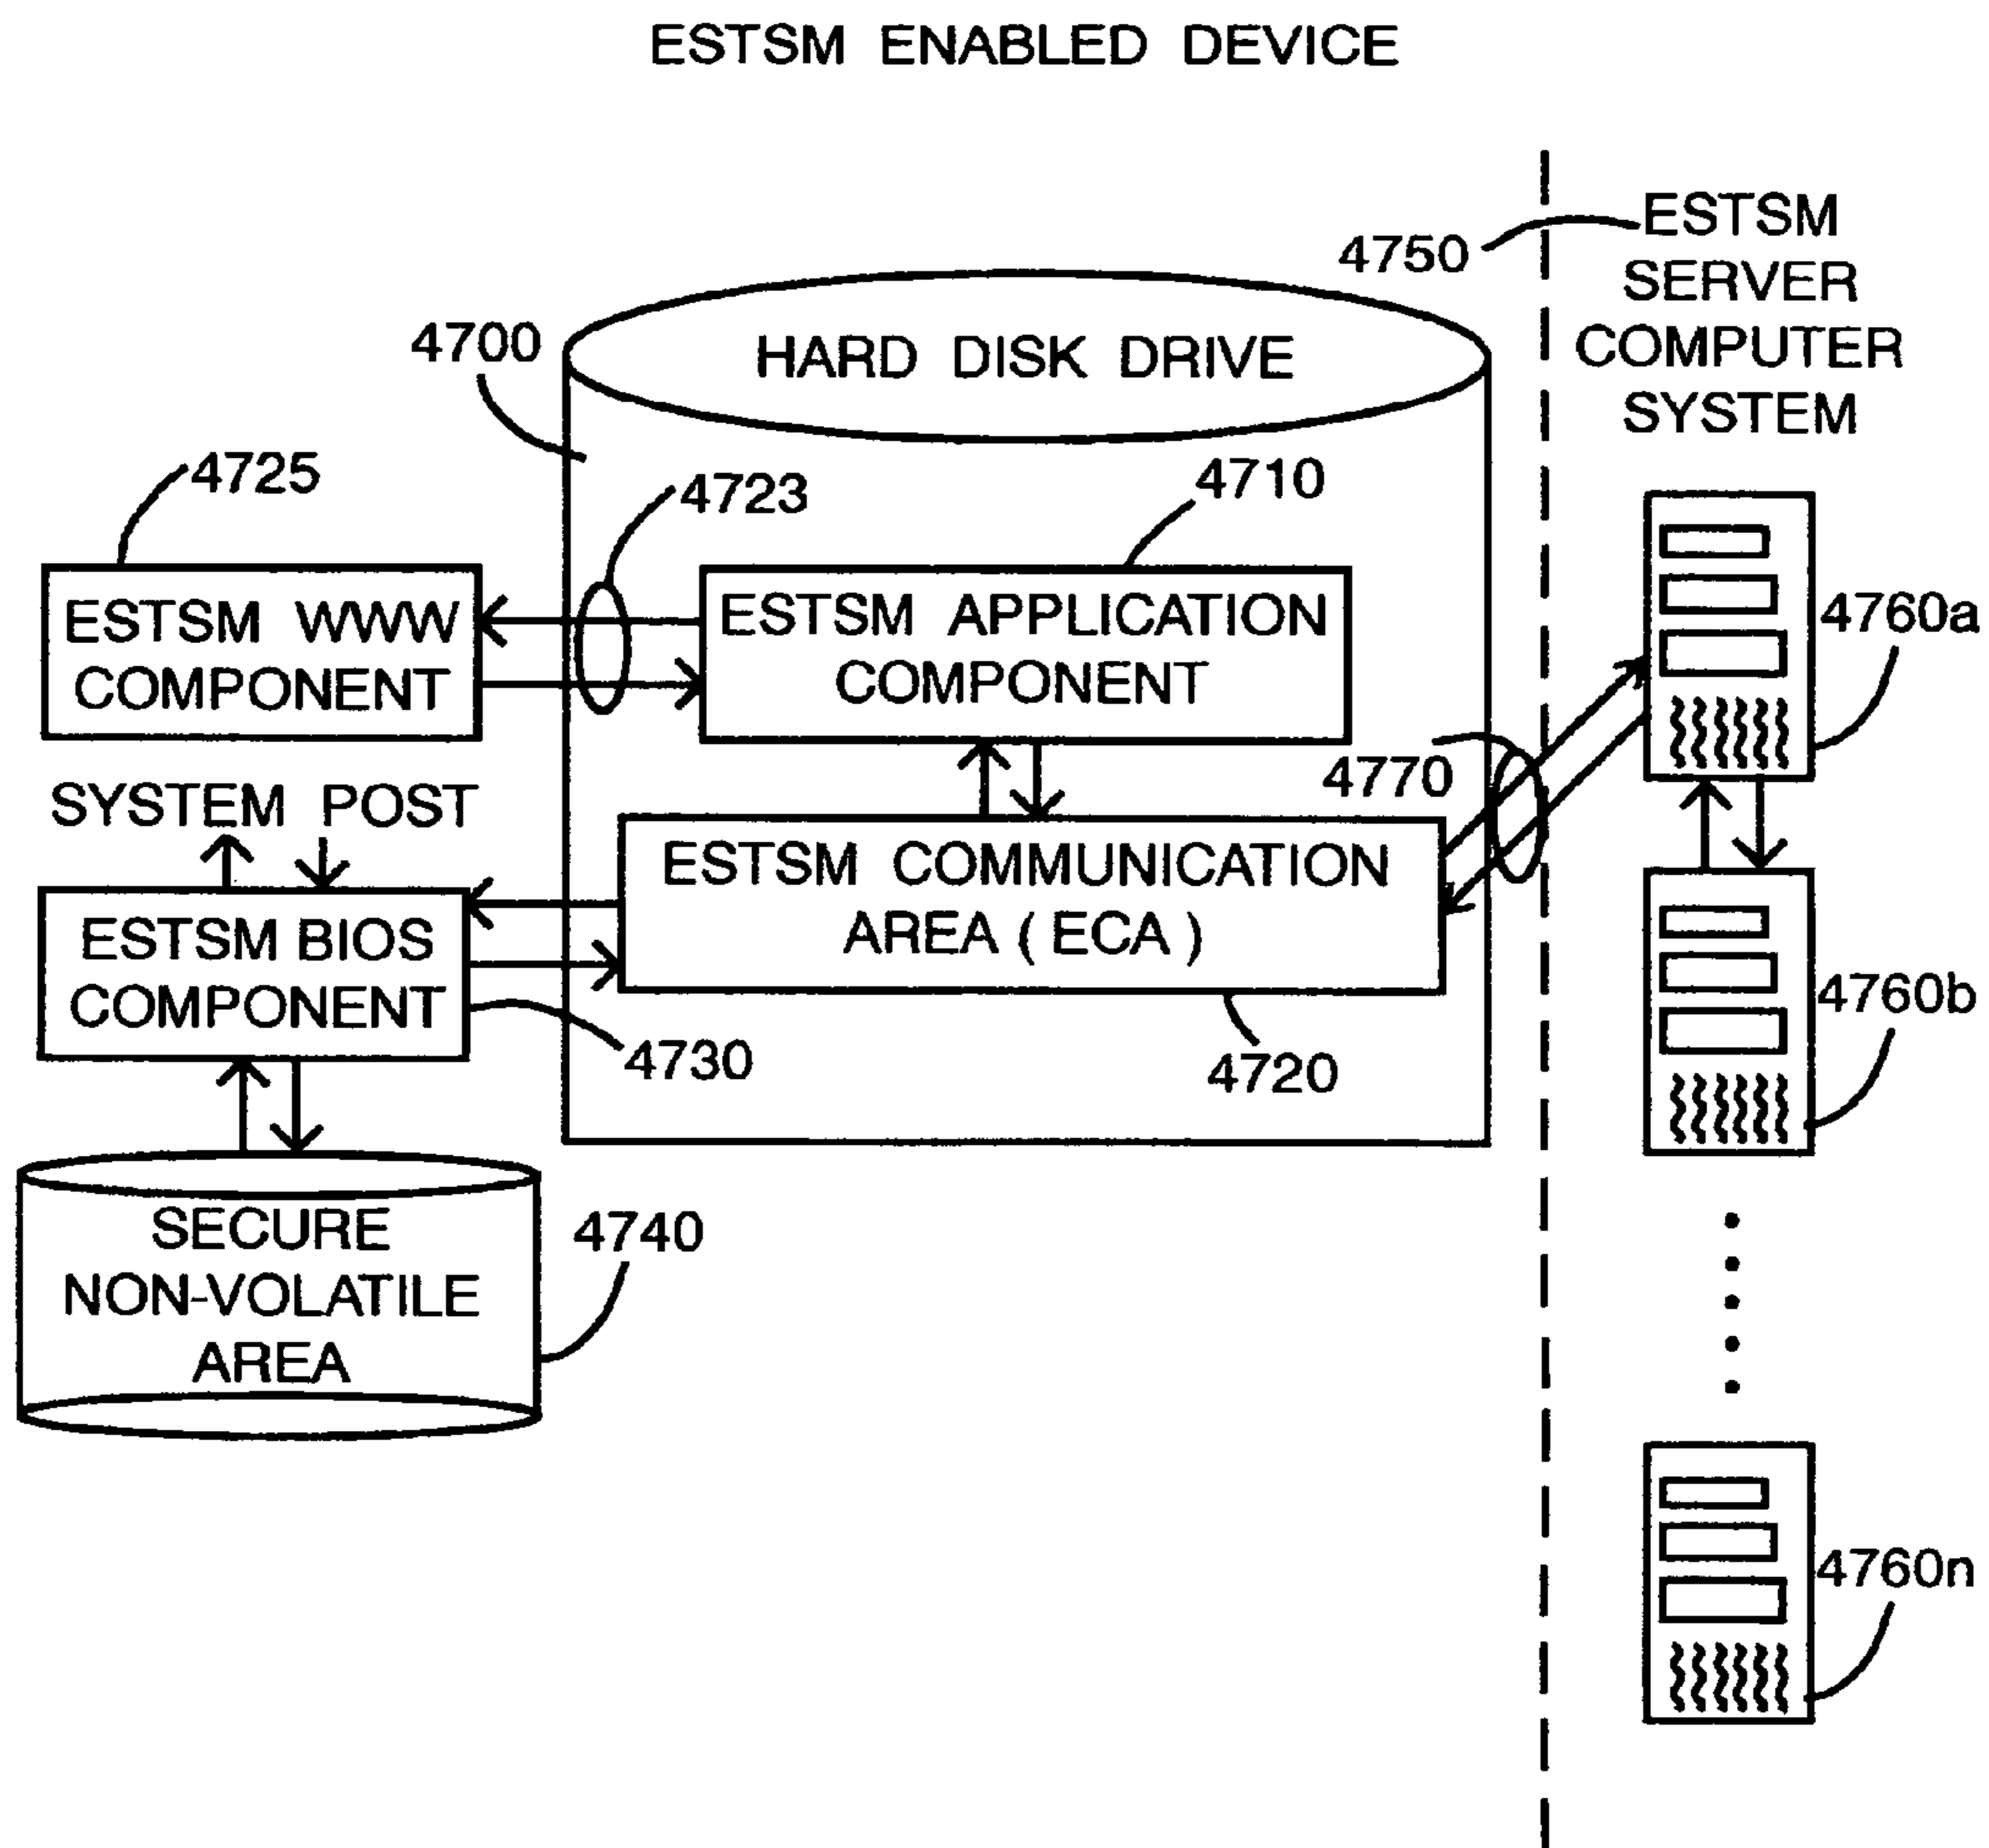 ESTSM ENABLED DEVICE
4750
ESTSM
SERVER
COMPUTER
SYSTEM
4700
HARD DISK DRIVE
4725
4723
4710
ESTSM WWW
COMPONENT
ESTSM APPLICATION
COMPONENT
4760a
4770
SYSTEM POST
ESTSM BIOS
COMPONENT
ESTSM COMMUNICATION
AREA ( ECA )
4760b
4730
4720
SECURE
NON-VOLATILE
AREA
4740
4760n